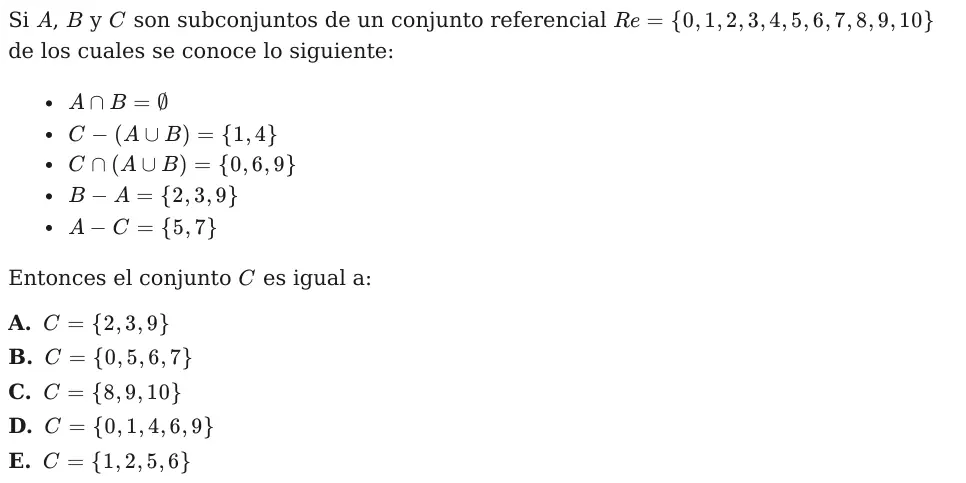 Si A, B y C son subconjuntos de un conjunto referencial Re = {0, 1, 2, 3, 4, 5, 6, 7, 8, 9, 10}
de los cuales se conoce lo siguiente:
• A ∩ B = ∅
• C − (A ∪ B) = {1, 4}
• C ∩ (A ∪ B) = {0, 6, 9}
• B − A = {2, 3, 9}
• A − C = {5, 7}
Entonces el conjunto C es igual a:
A. C = {2, 3, 9}
B. C = {0, 5, 6, 7}
C. C = {8, 9, 10}
D. C = {0, 1, 4, 6, 9}
E. C = {1, 2, 5, 6}